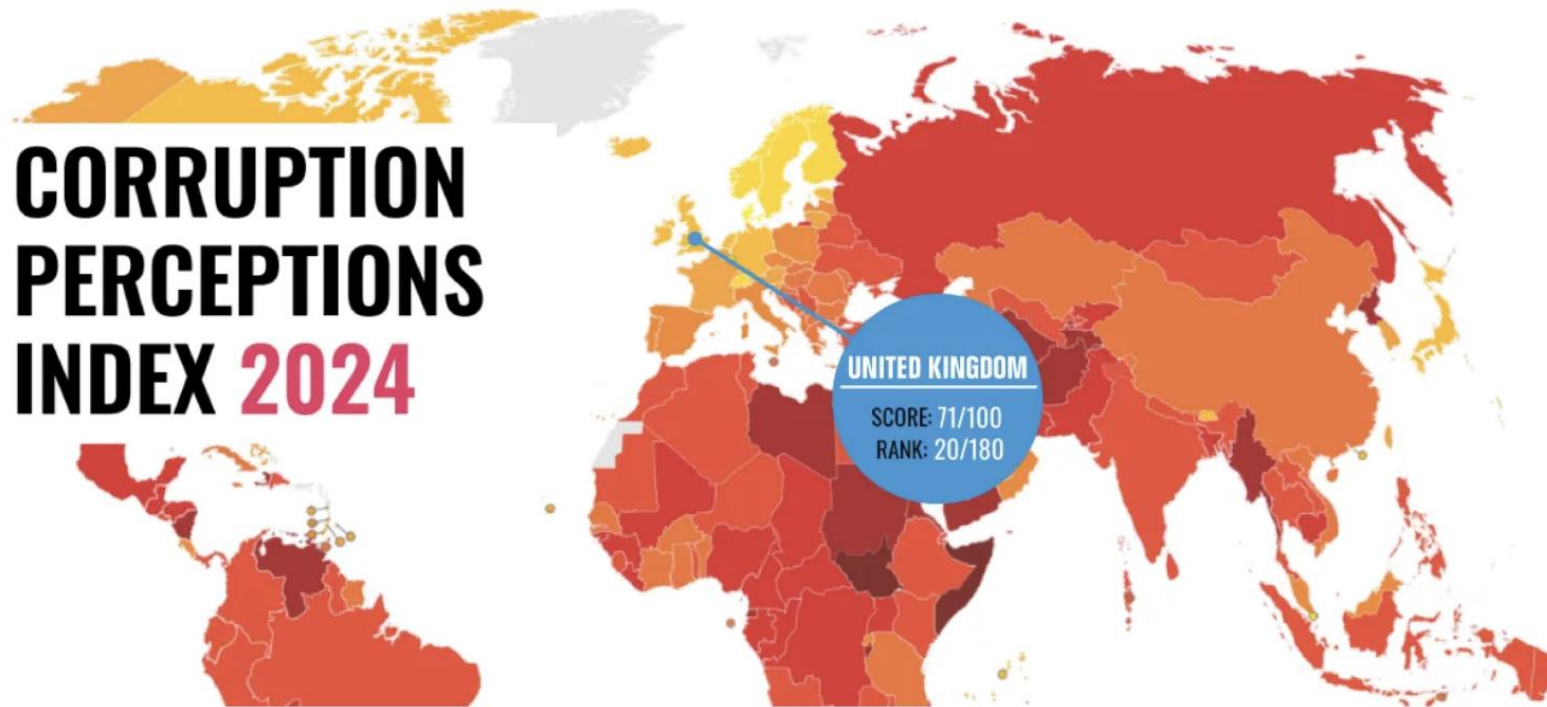 CORRUPTION
PERCEPTIONS
INDEX 2024
UNITED KINGDOM
SCORE: 71/100
RANK: 20/180